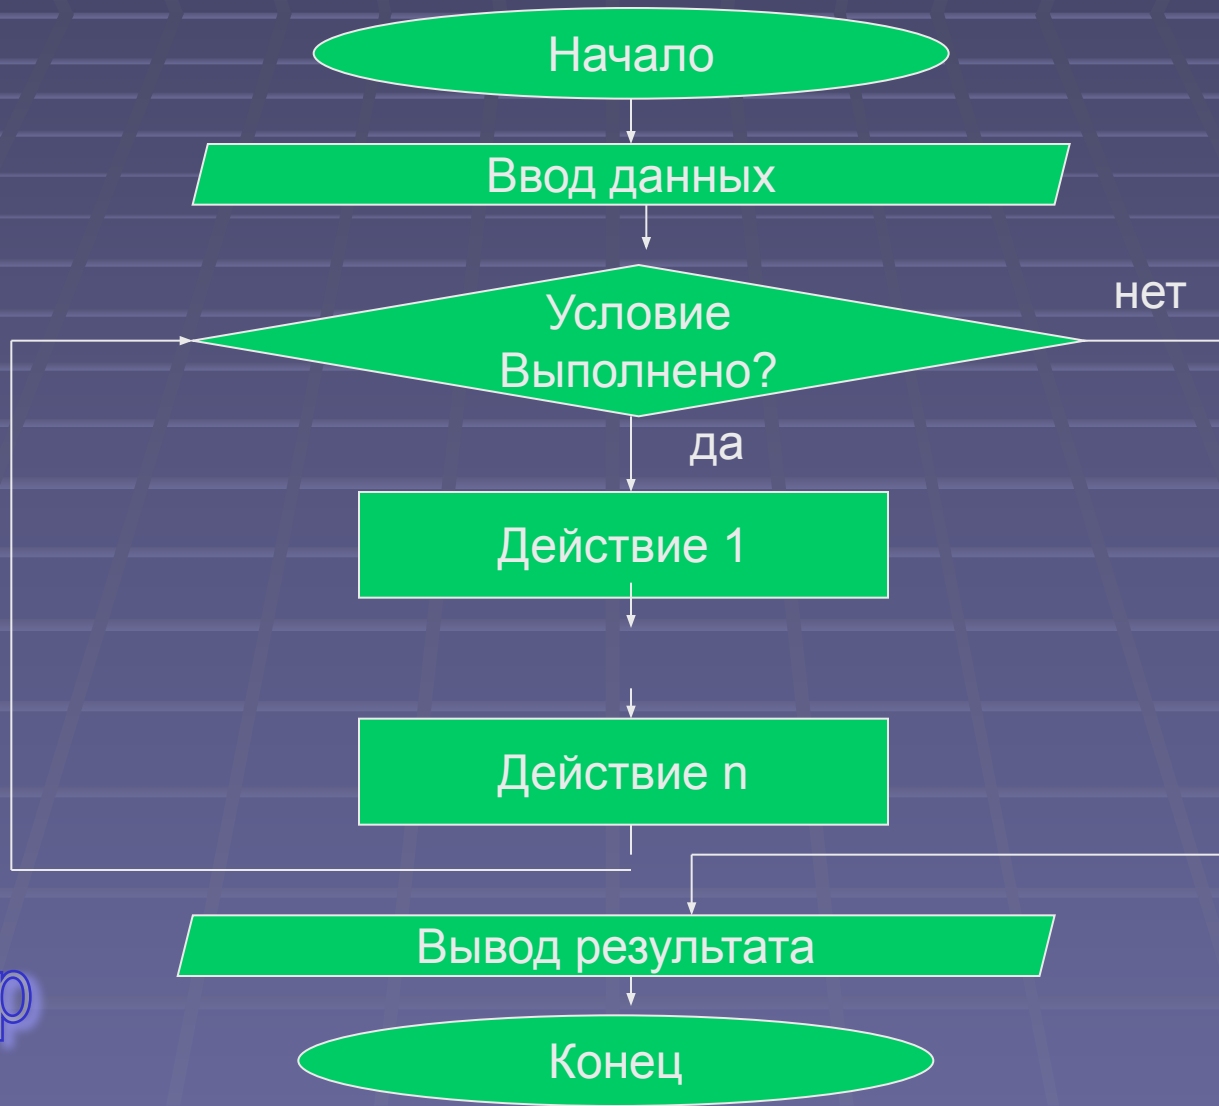 Начало
Ввод данных
нет
Условие
Выполнено?
да
Действие 1
Действие n
Вывод результата
р
Конец